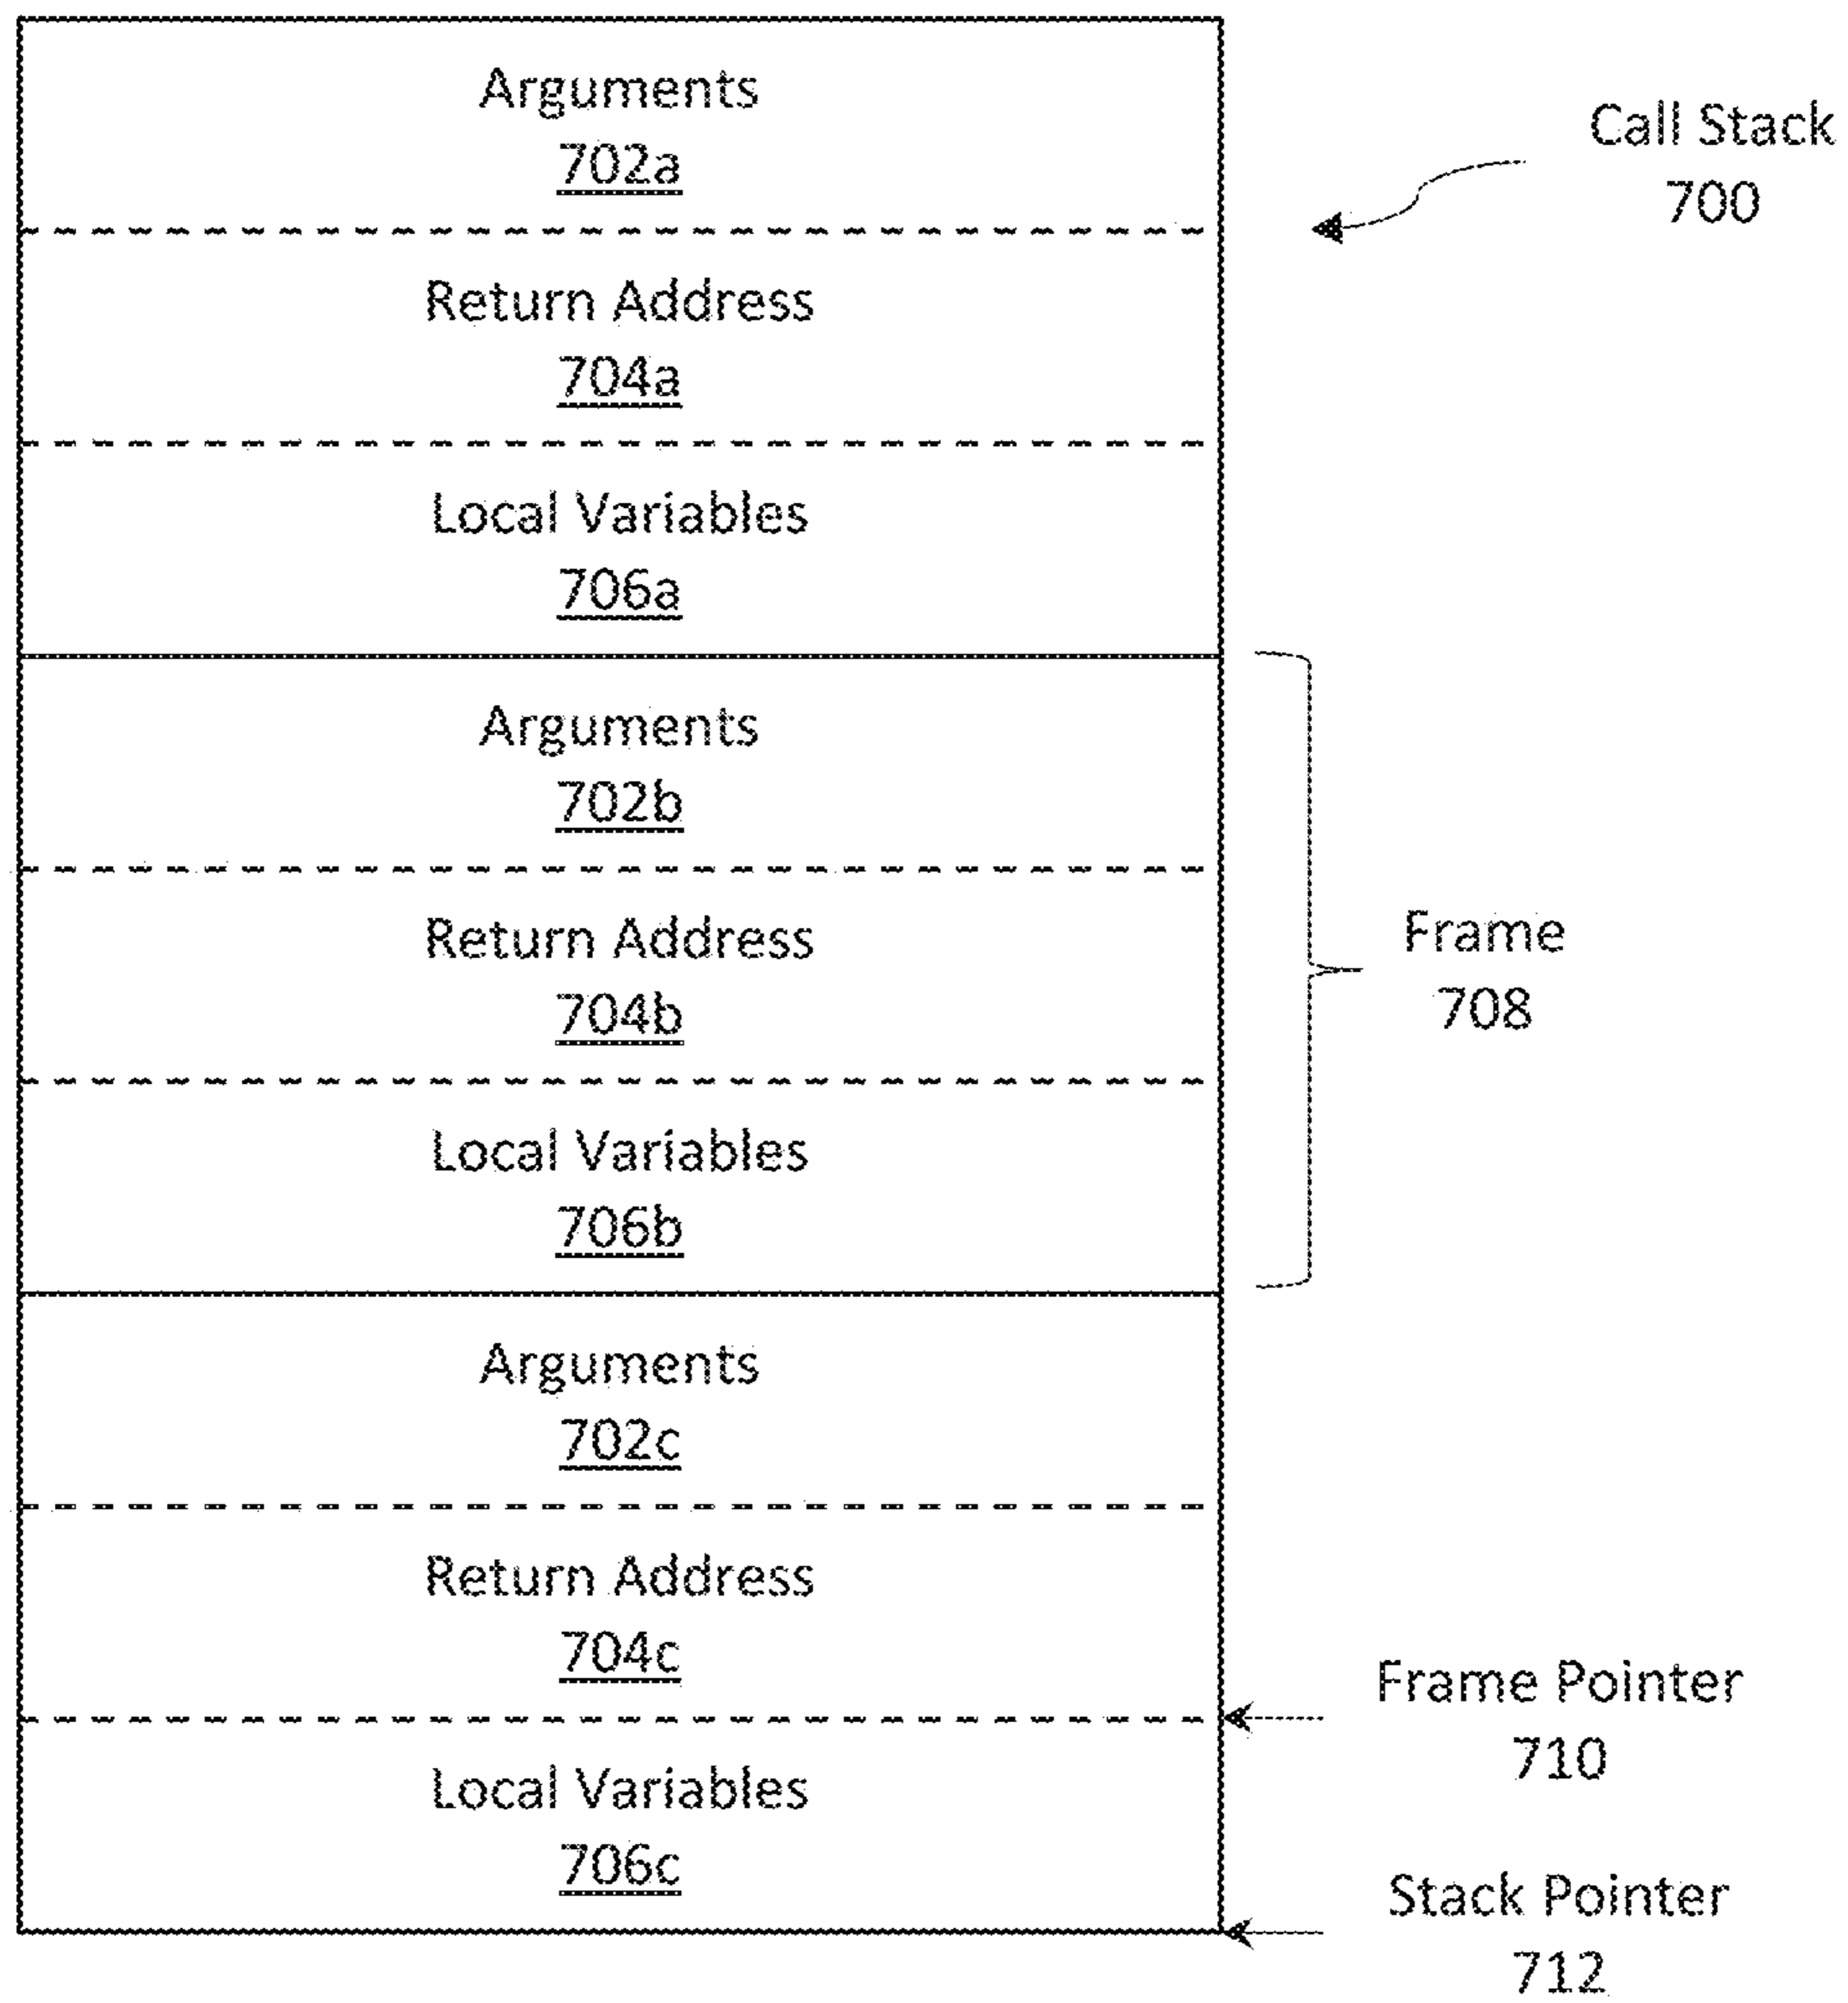 Arguments
702a
Call Stack
700
Return Address
704a
Local Variables
706a
Arguments
702b
Return Address
704b
Frame
708
Local Variables
706b
Arguments
702c
Return Address
704c
Frame Pointer
710
Local Variables
706c
Stack Pointer
712